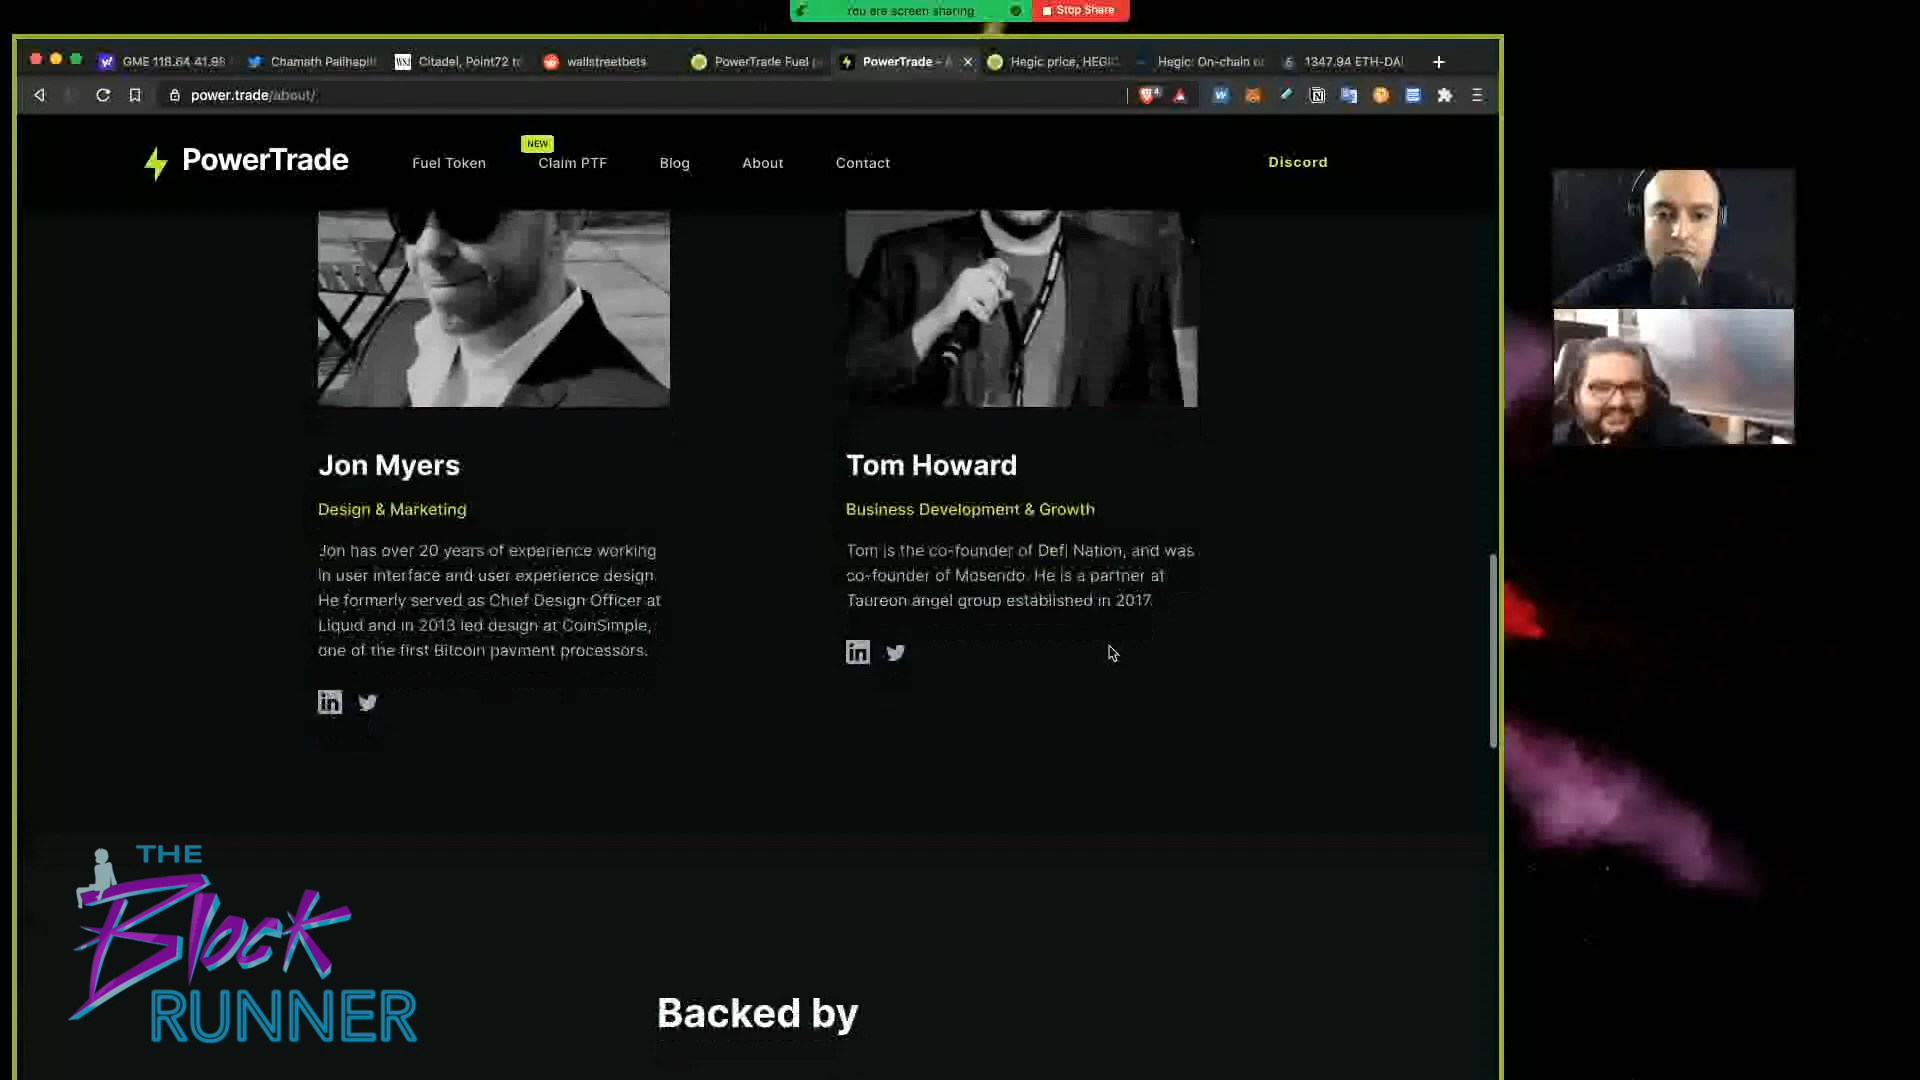 You are screen sharing
Stop Share
GME 118.64 41.98
Chamath Palihapiti
WSJ
Citadel, Point72 to
wallstreetbets
PowerTrade Fuel p
PowerTrade - A
Hegic price, HEGIC
Hegic: On-chain o
1347.94 ETH-DAI
power.trade/about/
PowerTrade
Fuel Token
NEW
Claim PTF
Blog
About
Contact
Discord
Jon Myers
Design & Marketing
Jon has over 20 years of experience working
in user interface and user experience design.
He formerly served as Chief Design Officer at
Liquid and in 2013 led design at CoinSimple,
one of the first Bitcoin payment processors.
in
Tom Howard
Business Development & Growth
Tom is the co-founder of Defi Nation, and was
co-founder of Mosendo. He is a partner at
Taureon angel group established in 2017.
in
Backed by
THE
Block
RUNNER